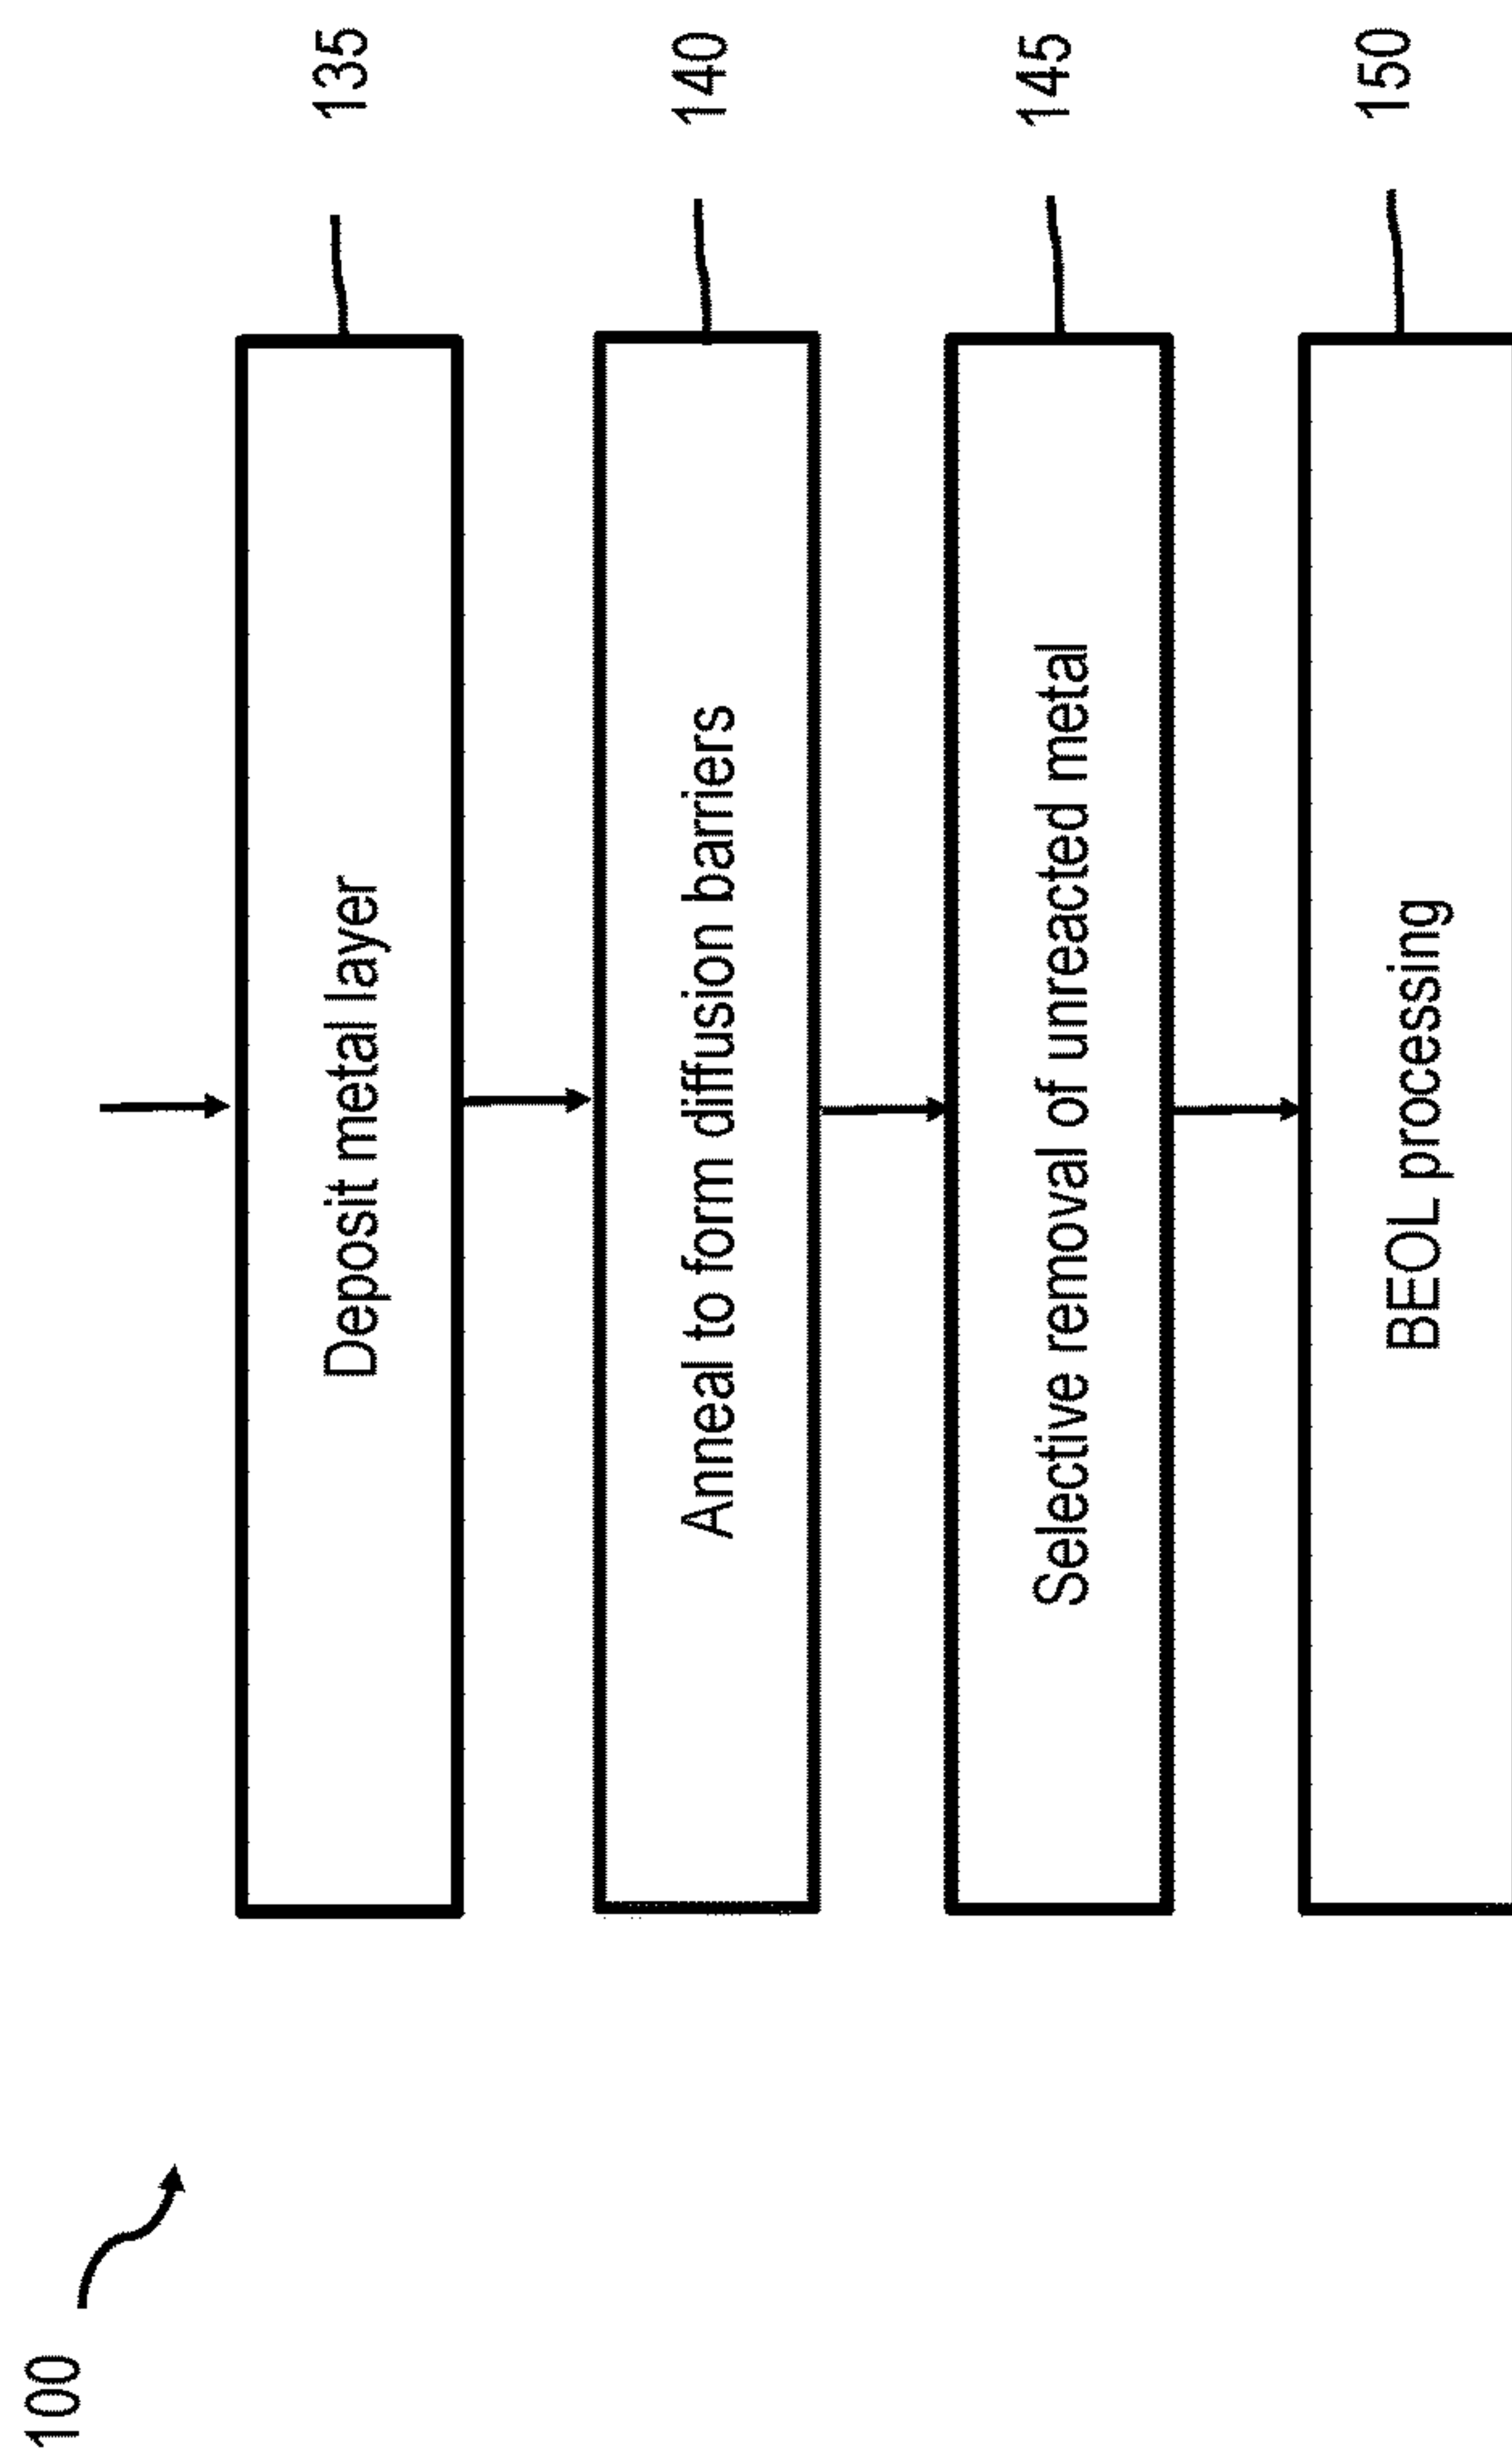 100
Deposit metal layer
135
Anneal to form diffusion barriers
140
Selective removal of unreacted metal
145
BEOL processing
150